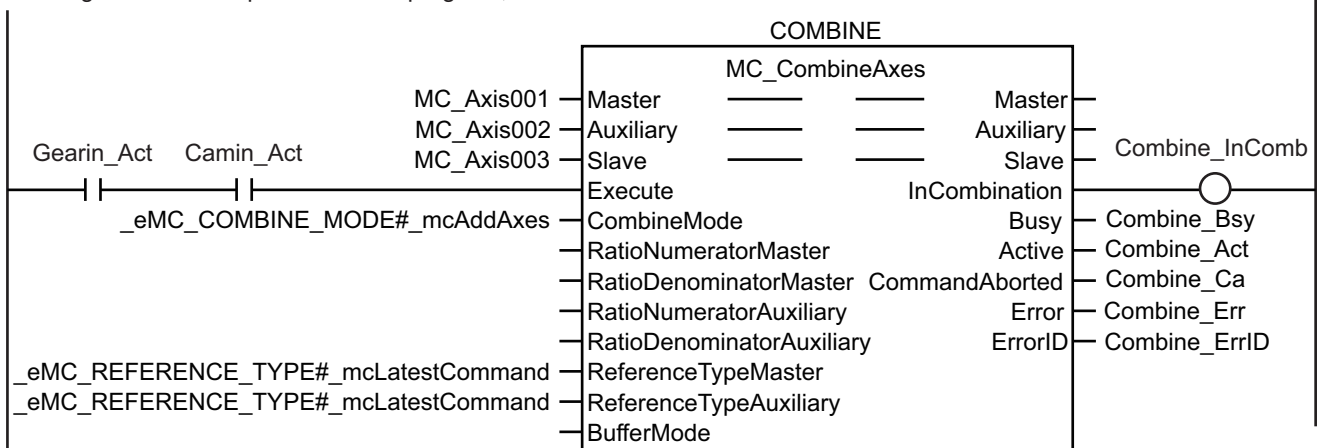 COMBINE
MC_CombineAxes
MC_Axis001 Master Master
MC_Axis002 Auxiliary Auxiliary
Gearin_Act Camin_Act MC_Axis003 Slave Slave Combine_InComb
Execute InCombination
_eMC_COMBINE_MODE#_mcAddAxes CombineMode Busy Combine_Bsy
RatioNumeratorMaster Active Combine_Act
RatioDenominatorMaster CommandAborted Combine_Ca
RatioNumeratorAuxiliary Error Combine_Err
RatioDenominatorAuxiliary ErrorID Combine_ErrID
_eMC_REFERENCE_TYPE#_mcLatestCommand ReferenceTypeMaster
_eMC_REFERENCE_TYPE#_mcLatestCommand ReferenceTypeAuxiliary
BufferMode